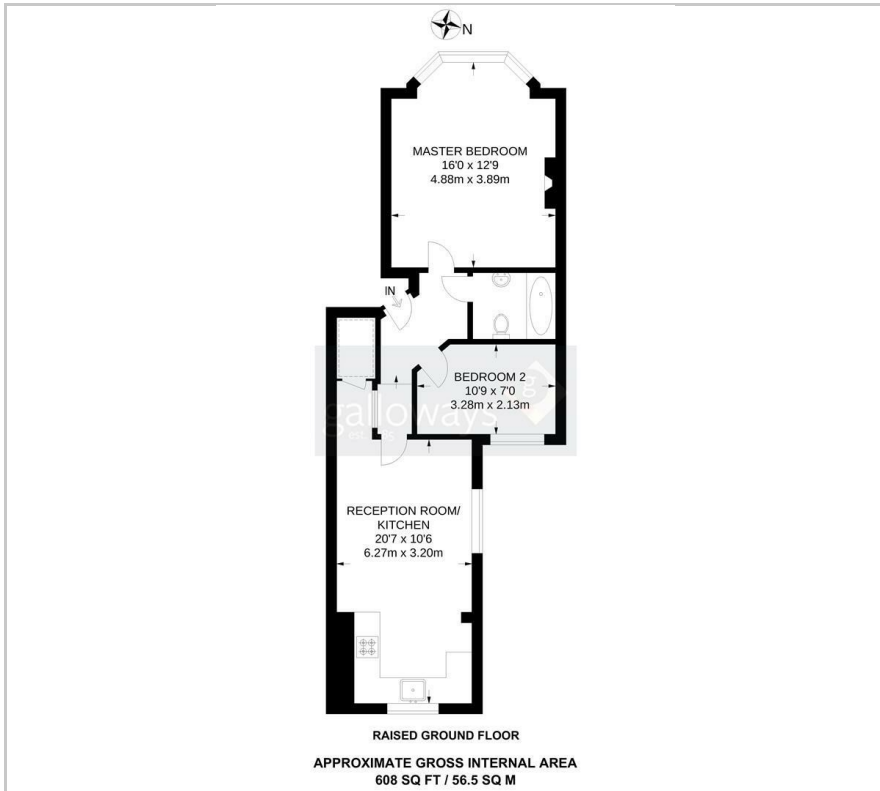 N
MASTER BEDROOM
16'0 x 12'9
4.88m x 3.89m
IN
BEDROOM 2
10'9 x 7'0
3.28m x 2.13m
g
galloways
RECEPTION ROOM/
KITCHEN
20'7 x 10'6
6.27m x 3.20m
RAISED GROUND FLOOR
APPROXIMATE GROSS INTERNAL AREA
608 SQ FT / 56.5 SQ M